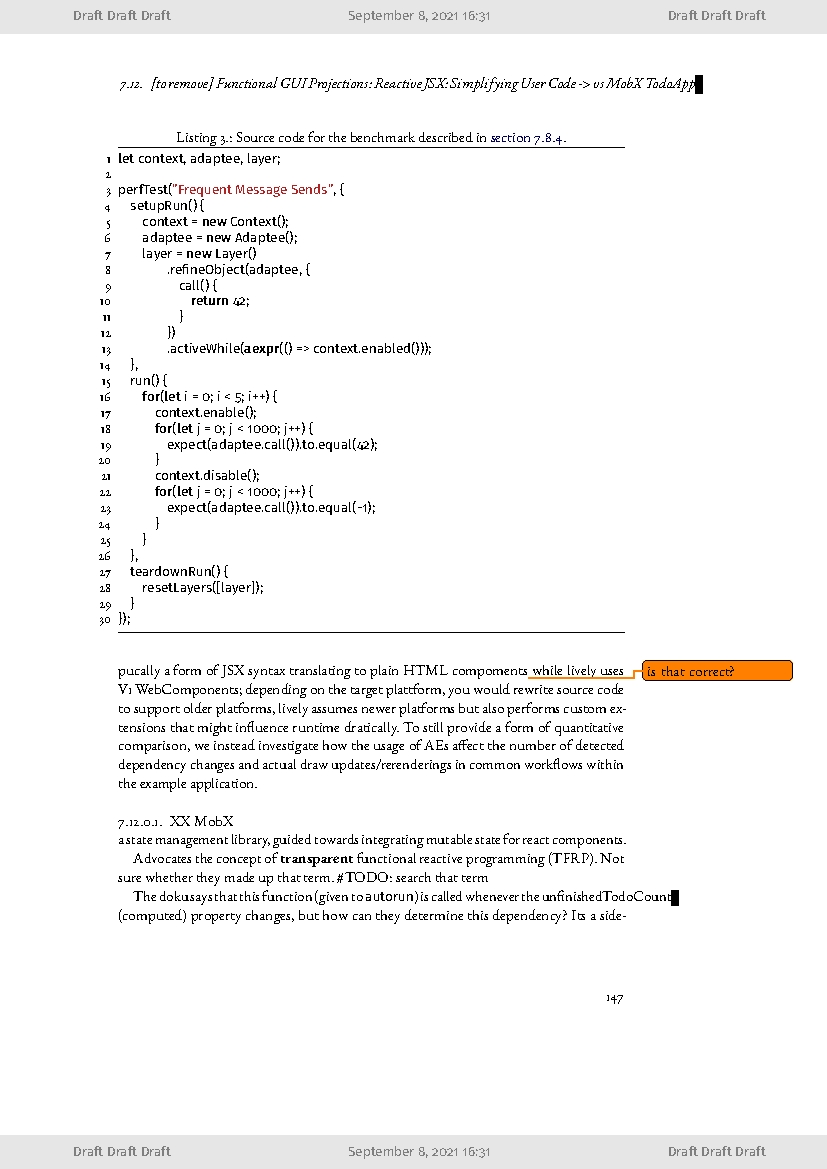 Draft Draft Draft September 8, 2021 16:31 Draft Draft Draft
7.12. [to remove] Functional GUI Projections: Reactive JSX: Simplifying User Code -> vs MobX TodoApp
Listing 3.: Source code for the benchmark described in section 7.8.4.
1 let context, adaptee, layer;
2
3 perfTest("Frequent Message Sends", {
4 setupRun() {
5 context = new Context();
6 adaptee = new Adaptee();
7 layer = new Layer()
8 .refineObject(adaptee, {
9 call() {
10 return 42;
11 }
12 })
13 .activeWhile(aexpr(() => context.enabled()));
14 },
15 run() {
16 for(let i = 0; i < 5; i++) {
17 context.enable();
18 for(let j = 0; j < 1000; j++) {
19 expect(adaptee.call()).to.equal(42);
20 }
21 context.disable();
22 for(let j = 0; j < 1000; j++) {
23 expect(adaptee.call()).to.equal(-1);
24 }
25 }
26 },
27 teardownRun() {
28 resetLayers([layer]);
29 }
30 });
pucally a form of JSX syntax translating to plain HTML compoments while lively uses
is that correct?
V1 WebComponents; depending on the target plattform, you would rewrite source code
to support older platforms, lively assumes newer platforms but also performs custom ex-
tensions that might influence runtime dratically. To still provide a form of quantitative
comparison, we instead investigate how the usage of AEs affect the number of detected
dependency changes and actual draw updates/rerenderings in common workflows within
the example application.
7.12.0.1. XX MobX
a state management library, guided towards integrating mutable state for react components.
Advocates the concept of transparent functional reactive programming (TFRP). Not
sure whether they made up that term. #TODO: search that term
The doku says that this function (given to autorun) is called whenever the unfinishedTodoCount
(computed) property changes, but how can they determine this dependency? Its a side-
147
Draft Draft Draft September 8, 2021 16:31 Draft Draft Draft